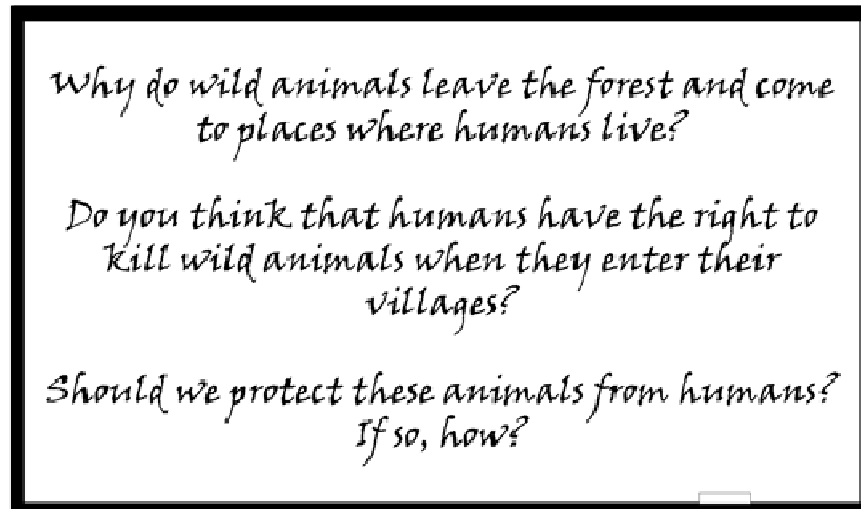 Why do wild animals leave the forest and come
to places where humans live?
Do you think that humans have the right to
kill wild animals when they enter their
villages?
Should we protect these animals from humans?
If so, how?